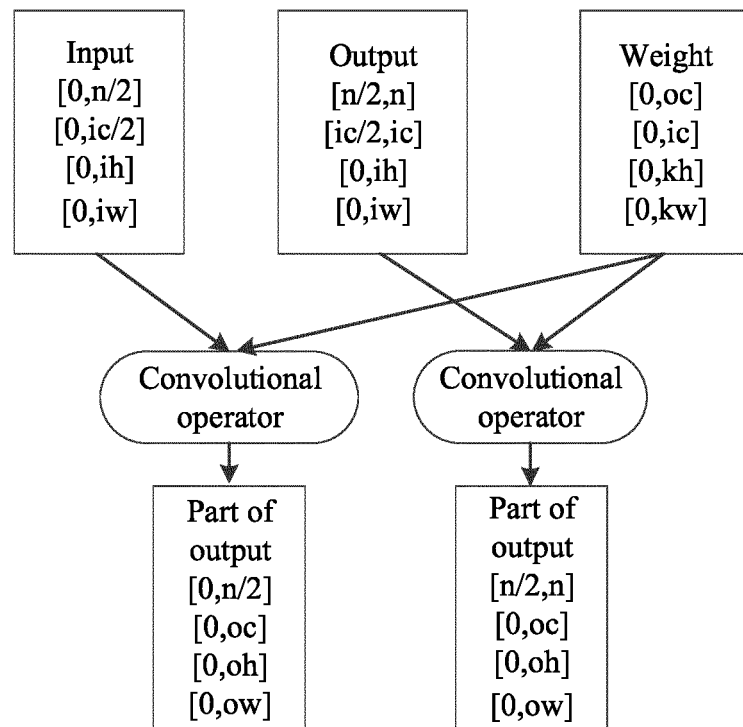 Input
[0,n/2]
[0,ic/2]
[0,ih]
[0,iw]
Output
[n/2,n]
[ic/2,ic]
[0,ih]
[0,iw]
Weight
[0,oc]
[0,ic]
[0,kh]
[0,kw]
Convolutional
operator
Convolutional
operator
Part of
output
[0,n/2]
[0,oc]
[0,oh]
[0,ow]
Part of
output
[n/2,n]
[0,oc]
[0,oh]
[0,ow]